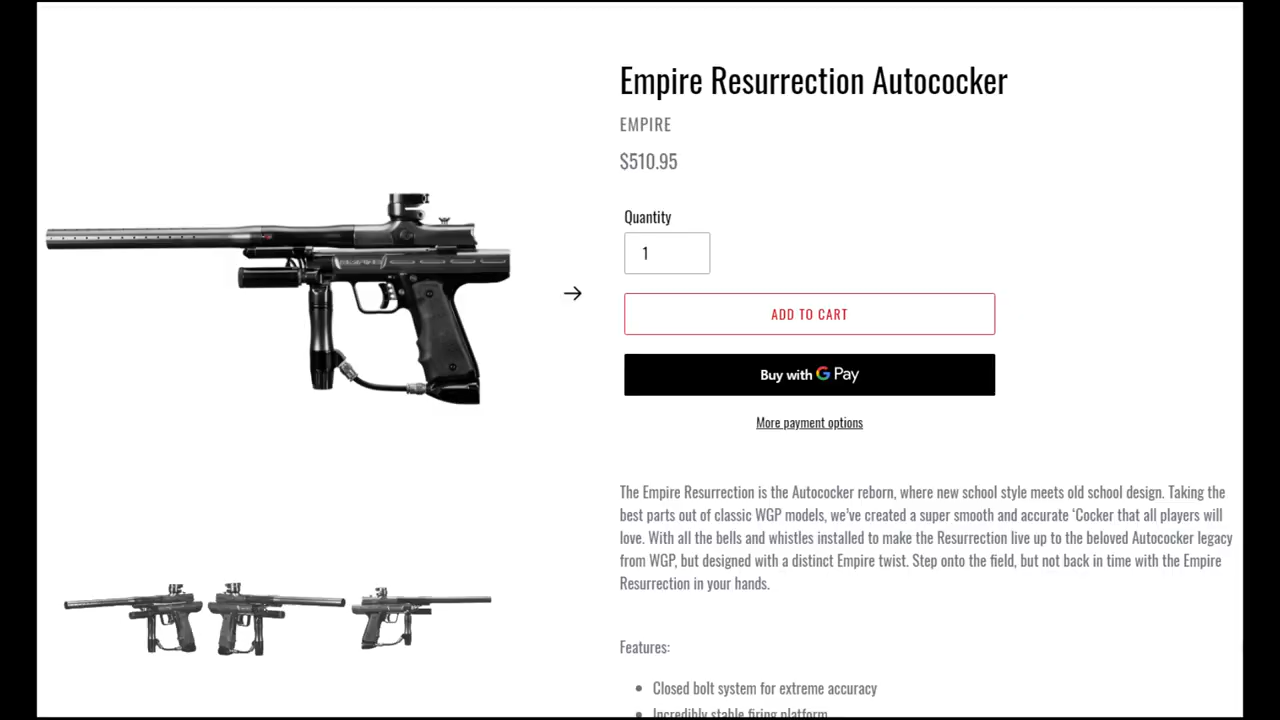 Empire Resurrection Autococker
EMPIRE
$510.95
Quantity
1
ADD TO CART
Buy with G Pay
More payment options
The Empire Resurrection is the Autococker reborn, where new school style meets old school design. Taking the
best parts out of classic WGP models, we've created a super smooth and accurate ‘Cocker that all players will
love. With all the bells and whistles installed to make the Resurrection live up to the beloved Autococker legacy
from WGP, but designed with a distinct Empire twist. Step onto the field, but not back in time with the Empire
Resurrection in your hands.
Features:
• Closed bolt system for extreme accuracy
• Incredibly stable firing platform